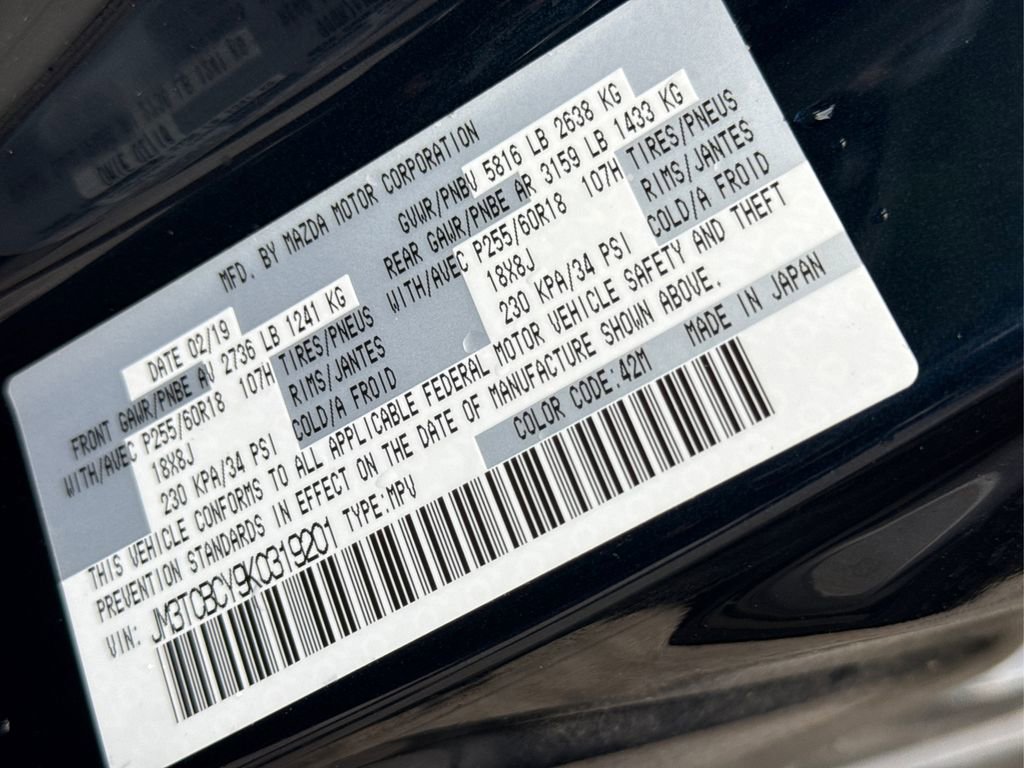 MFD. BY MAZDA MOTOR CORPORATION
DATE 02/19
GVWR/PNBV 5816 LB 2638 KG
FRONT GAWR/PNBE AV 2736 LB 1241 KG
REAR GAWR/PNBE AR 3159 LB 1433 KG
WITH/AVEC P255/60R18 107H TIRES/PNEUS
WITH/AVEC P255/60R18 107H TIRES/PNEUS
18X8J RIMS/JANTES
18X8J RIMS/JANTES
230 KPA/34 PSI COLD/A FROID
230 KPA/34 PSI COLD/A FROID
THIS VEHICLE CONFORMS TO ALL APPLICABLE FEDERAL MOTOR VEHICLE SAFETY AND THEFT
PREVENTION STANDARDS IN EFFECT ON THE DATE OF MANUFACTURE SHOWN ABOVE.
VIN: JM3TCBCY9K0319201 TYPE:MPV
COLOR CODE:42M MADE IN JAPAN